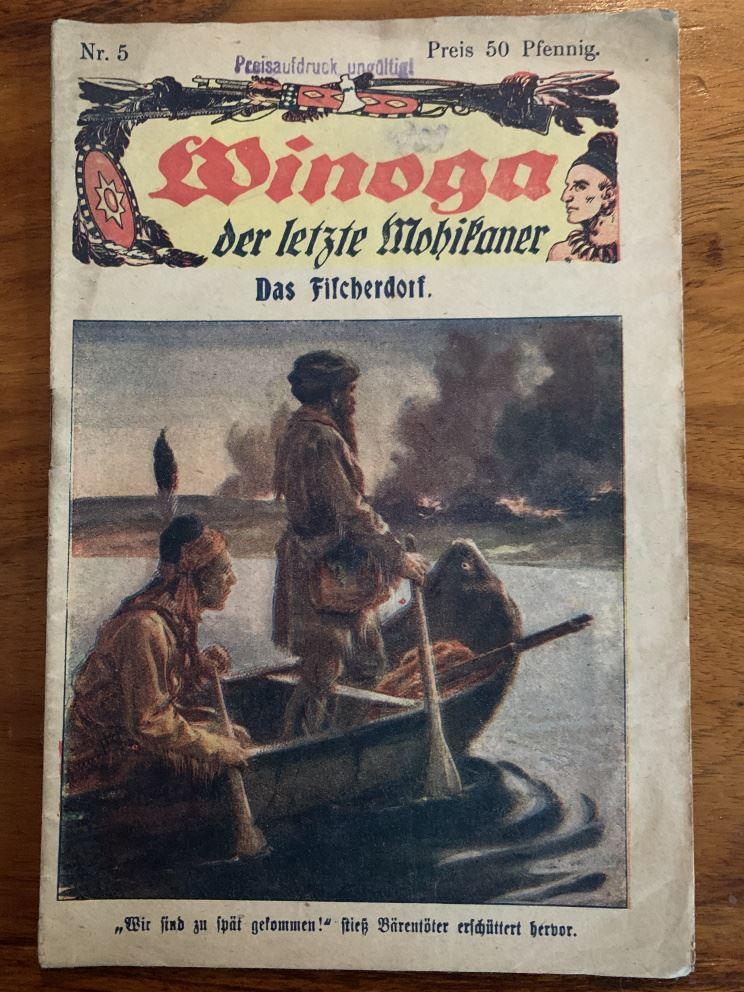 Nr. 5
Preis 50 Pfennig.
Preisaufdruck ungültig!
Winoga
der letzte Mohikaner
Das Fiſcherdorf.
„Wir ſind zu ſpät gekommen!“ ſtieß Bärentöter erſchüttert hervor.